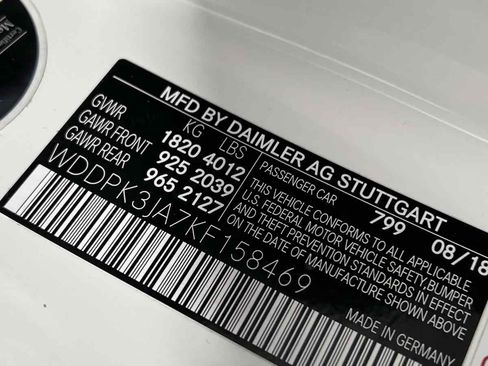 MFD BY DAIMLER AG STUTTGART
KG LBS
GVWR 1820 4012
GAWR FRONT 925 2039
GAWR REAR 965 2127
PASSENGER CAR 799 08/18
THIS VEHICLE CONFORMS TO ALL APPLICABLE
U.S. FEDERAL MOTOR VEHICLE SAFETY, BUMPER
AND THEFT PREVENTION STANDARDS IN EFFECT
ON THE DATE OF MANUFACTURE SHOWN ABOVE
WDDPK3JA7KF158469
MADE IN GERMANY